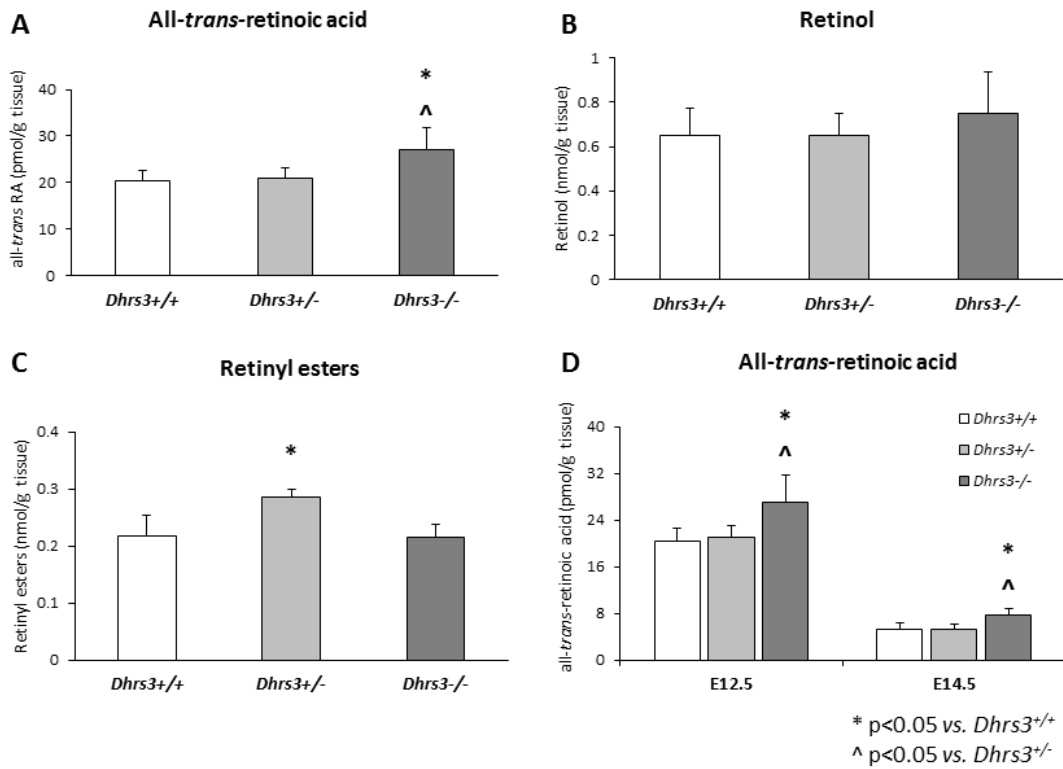 A
All-trans-retinoic acid
all-trans RA (pmol/g tissue)
40
30
20
10
0
*
^
Dhrs3+/+
Dhrs3+/-
Dhrs3-/-
B
Retinol
Retinol (nmol/g tissue)
1
0.8
0.6
0.4
0.2
0
Dhrs3+/+
Dhrs3+/-
Dhrs3-/-
C
Retinyl esters
Retinyl esters (nmol/g tissue)
0.4
0.3
0.2
0.1
0
*
Dhrs3+/+
Dhrs3+/-
Dhrs3-/-
D
All-trans-retinoic acid
all-trans-retinoic acid (pmol/g tissue)
40
32
24
16
8
0
*
^
*
^
Dhrs3+/+
Dhrs3+/-
Dhrs3-/-
E12.5
E14.5
* p<0.05 vs. Dhrs3+/+
^ p<0.05 vs. Dhrs3+/-